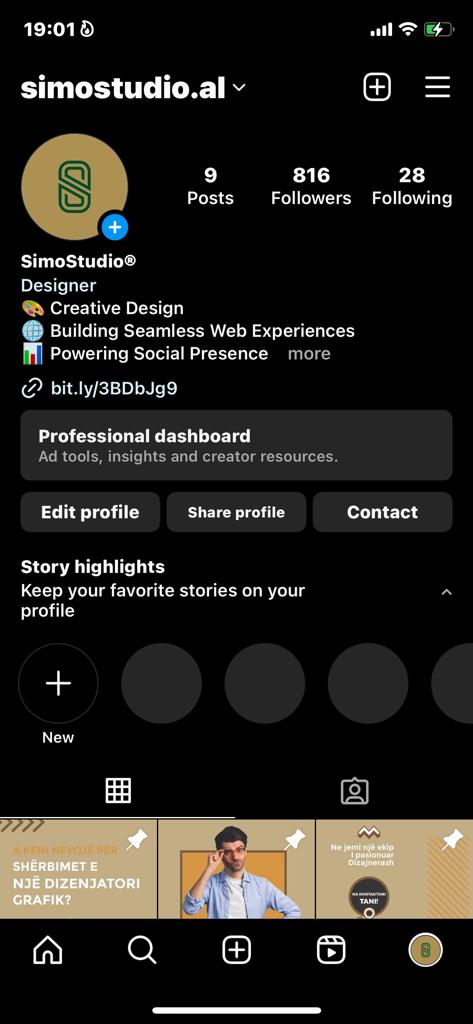 19:01
simostudio.al
9
Posts
816
Followers
28
Following
SimoStudio®
Designer
🎨 Creative Design
🌐 Building Seamless Web Experiences
📊 Powering Social Presence more
bit.ly/3BDbJg9
Professional dashboard
Ad tools, insights and creator resources.
Edit profile
Share profile
Contact
Story highlights
Keep your favorite stories on your
profile
New
A KENI NEVOJË PËR
SHËRBIMET E
NJË DIZENJATORI
GRAFIK?
Ne jemi një ekip
I pasionuar
Dizajnerash
NA KONTAKTONI
TANI!